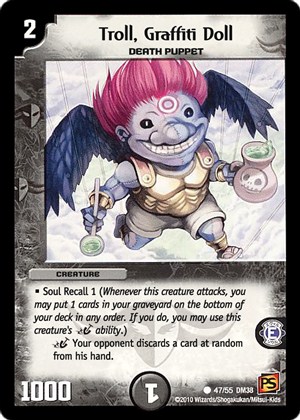 2
Troll, Graffiti Doll
DEATH PUPPET
CREATURE
• Soul Recall 1 (Whenever this creature attacks, you
may put 1 cards in your graveyard on the bottom of
your deck in any order. If you do, you may use this
creature's ability.)
• Your opponent discards a card at
random from his hand.
E
1000
1
47/55 DM38
©2010 Wizards/Shogakukan/Mitsui-Kids
PS